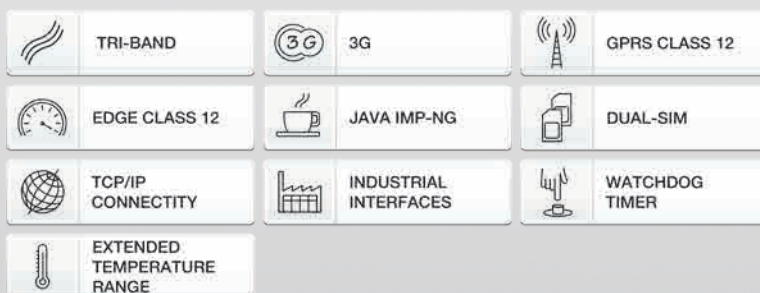 TRI-BAND
3G
3G
GPRS CLASS 12
EDGE CLASS 12
JAVA IMP-NG
DUAL-SIM
TCP/IP
CONNECTITY
INDUSTRIAL
INTERFACES
WATCHDOG
TIMER
EXTENDED
TEMPERATURE
RANGE